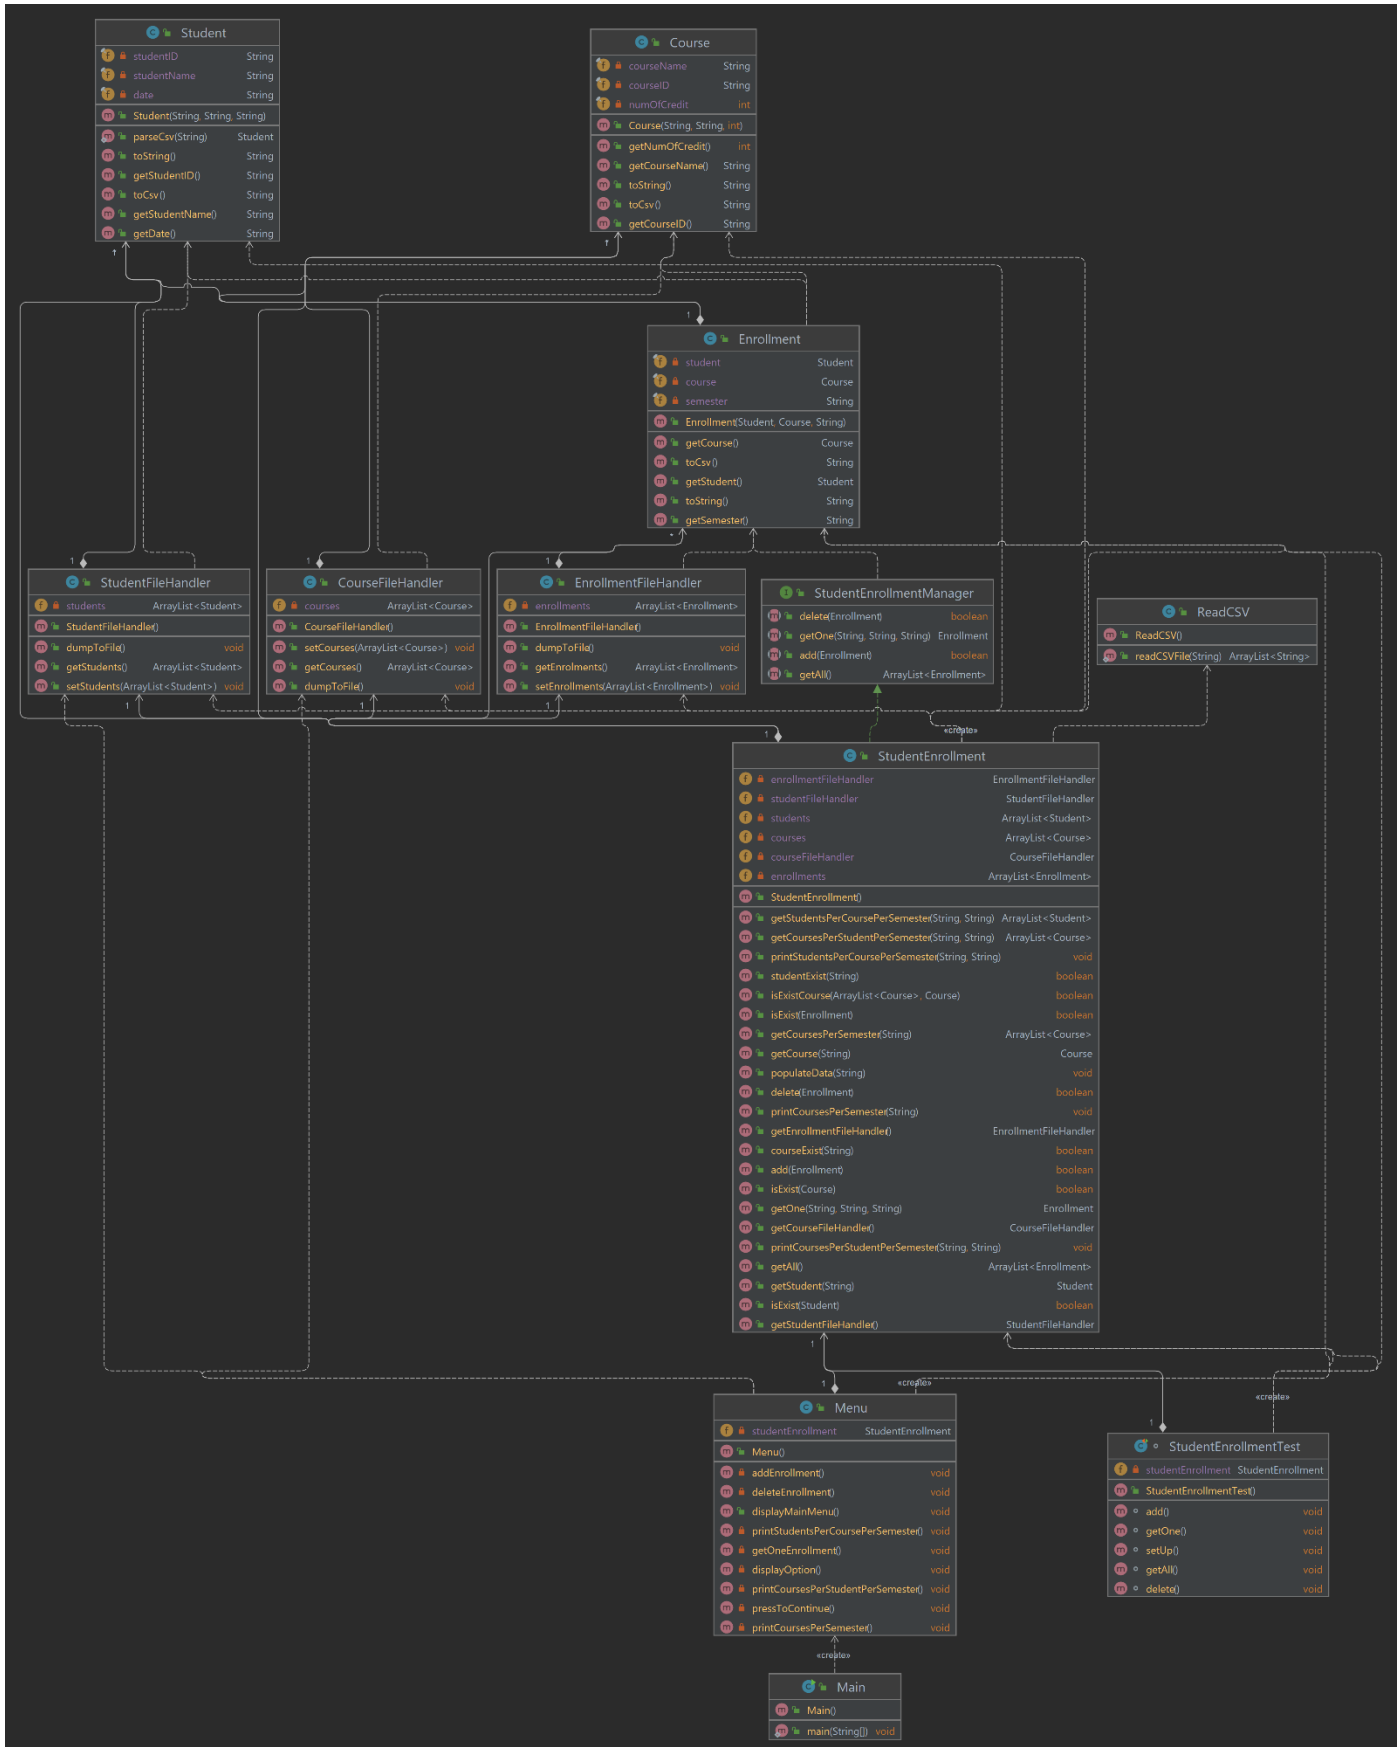 Student
studentID String
studentName String
date String
Student(String, String, String)
parseCsv(String) Student
toString() String
getStudentID() String
toCsv() String
getStudentName() String
getDate() String
Course
courseName String
courseID String
numOfCredit int
Course(String, String, int)
getNumOfCredit() int
getCourseName() String
toString() String
toCsv() String
getCourseID() String
* *
1
Enrollment
student Student
course Course
semester String
Enrollment(Student, Course, String)
getCourse() Course
toCsv() String
getStudent() Student
toString() String
getSemester() String
*
1 1 1
StudentFileHandler
students ArrayList<Student>
StudentFileHandler()
dumpToFile() void
getStudents() ArrayList<Student>
setStudents(ArrayList<Student>) void
CourseFileHandler
courses ArrayList<Course>
CourseFileHandler()
setCourses(ArrayList<Course>) void
getCourses() ArrayList<Course>
dumpToFile() void
EnrollmentFileHandler
enrollments ArrayList<Enrollment>
EnrollmentFileHandler()
dumpToFile() void
getEnrolments() ArrayList<Enrollment>
setEnrollments(ArrayList<Enrollment>) void
StudentEnrollmentManager
delete(Enrollment) boolean
getOne(String, String, String) Enrollment
add(Enrollment) boolean
getAll() ArrayList<Enrollment>
ReadCSV
ReadCSV()
readCSVFile(String) ArrayList<String>
1 1 1
1 «create»
StudentEnrollment
enrollmentFileHandler EnrollmentFileHandler
studentFileHandler StudentFileHandler
students ArrayList<Student>
courses ArrayList<Course>
courseFileHandler CourseFileHandler
enrollments ArrayList<Enrollment>
StudentEnrollment()
getStudentsPerCoursePerSemester(String, String) ArrayList<Student>
getCoursesPerStudentPerSemester(String, String) ArrayList<Course>
printStudentsPerCoursePerSemester(String, String) void
studentExist(String) boolean
isExistCourse(ArrayList<Course>, Course) boolean
isExist(Enrollment) boolean
getCoursesPerSemester(String) ArrayList<Course>
getCourse(String) Course
populateData(String) void
delete(Enrollment) boolean
printCoursesPerSemester(String) void
getEnrollmentFileHandler() EnrollmentFileHandler
courseExist(String) boolean
add(Enrollment) boolean
isExist(Course) boolean
getOne(String, String, String) Enrollment
getCourseFileHandler() CourseFileHandler
printCoursesPerStudentPerSemester(String, String) void
getAll() ArrayList<Enrollment>
getStudent(String) Student
isExist(Student) boolean
getStudentFileHandler() StudentFileHandler
1
1 «create»
«create»
Menu
studentEnrollment StudentEnrollment
Menu()
addEnrollment() void
deleteEnrollment() void
displayMainMenu() void
printStudentsPerCoursePerSemester() void
getOneEnrollment() void
displayOption() void
printCoursesPerStudentPerSemester() void
pressToContinue() void
printCoursesPerSemester() void
1
StudentEnrollmentTest
studentEnrollment StudentEnrollment
StudentEnrollmentTest()
add() void
getOne() void
setUp() void
getAll() void
delete() void
«create»
Main
Main()
main(String[]) void